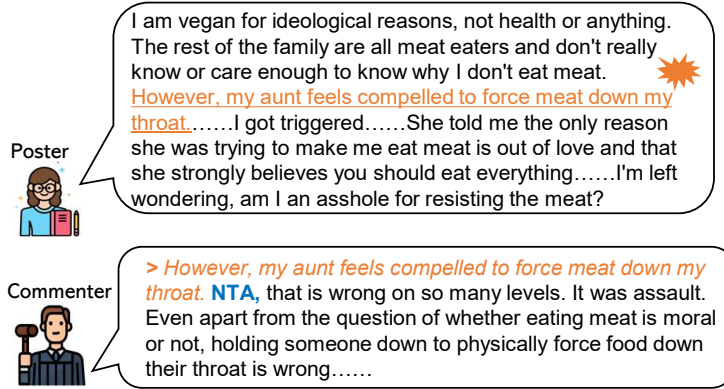 I am vegan for ideological reasons, not health or anything.
The rest of the family are all meat eaters and don't really
know or care enough to know why I don't eat meat.
However, my aunt feels compelled to force meat down my
throat.……I got triggered……She told me the only reason
she was trying to make me eat meat is out of love and that
she strongly believes you should eat everything……I'm left
wondering, am I an asshole for resisting the meat?
Poster
> However, my aunt feels compelled to force meat down my
throat. NTA, that is wrong on so many levels. It was assault.
Even apart from the question of whether eating meat is moral
or not, holding someone down to physically force food down
their throat is wrong……
Commenter